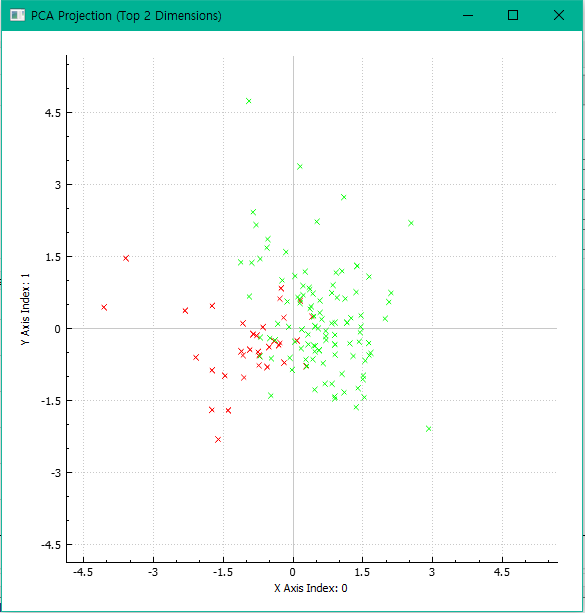 PCA Projection (Top 2 Dimensions)
4.5
3
1.5
0
-1.5
-3
-4.5
Y Axis Index: 1
-4.5 -3 -1.5 0 1.5 3 4.5
X Axis Index: 0